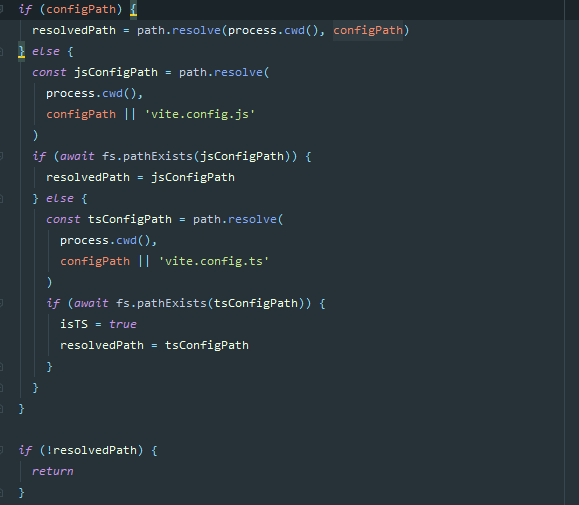 if (configPath) {
resolvedPath = path.resolve(process.cwd(), configPath)
} else {
const jsConfigPath = path.resolve(
process.cwd(),
configPath || 'vite.config.js'
)
if (await fs.pathExists(jsConfigPath)) {
resolvedPath = jsConfigPath
} else {
const tsConfigPath = path.resolve(
process.cwd(),
configPath || 'vite.config.ts'
)
if (await fs.pathExists(tsConfigPath)) {
isTS = true
resolvedPath = tsConfigPath
}
}
}
if (!resolvedPath) {
return
}